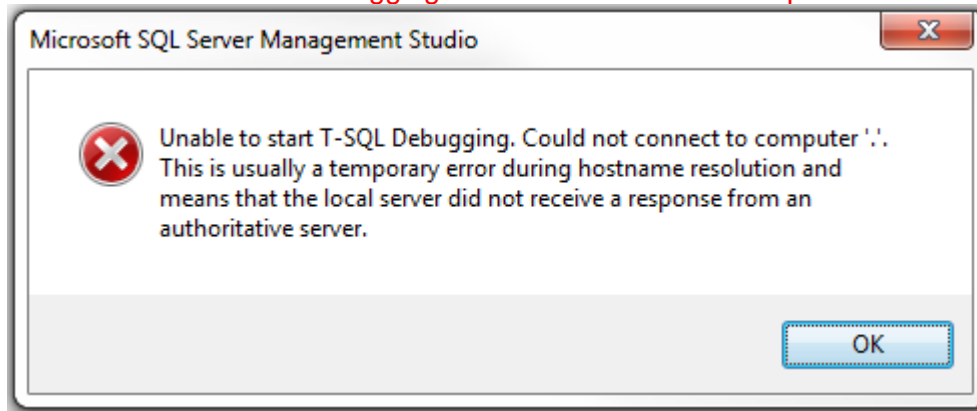 gging
Microsoft SQL Server Management Studio
Unable to start T-SQL Debugging. Could not connect to computer '.'.
This is usually a temporary error during hostname resolution and
means that the local server did not receive a response from an
authoritative server.
OK